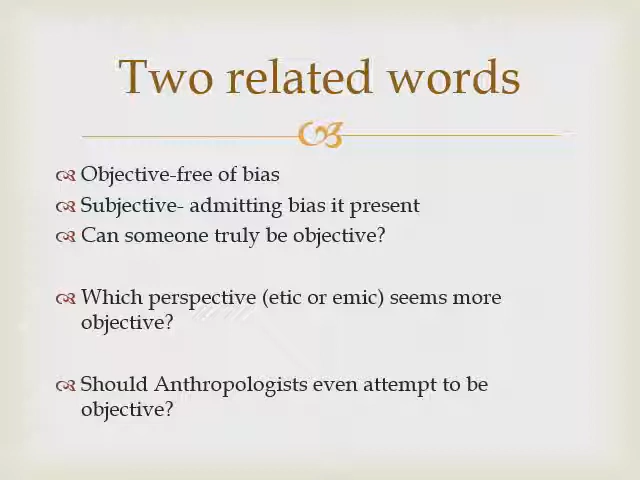 Two related words
Objective-free of bias
Subjective- admitting bias it present
Can someone truly be objective?
Which perspective (etic or emic) seems more
objective?
Should Anthropologists even attempt to be
objective?